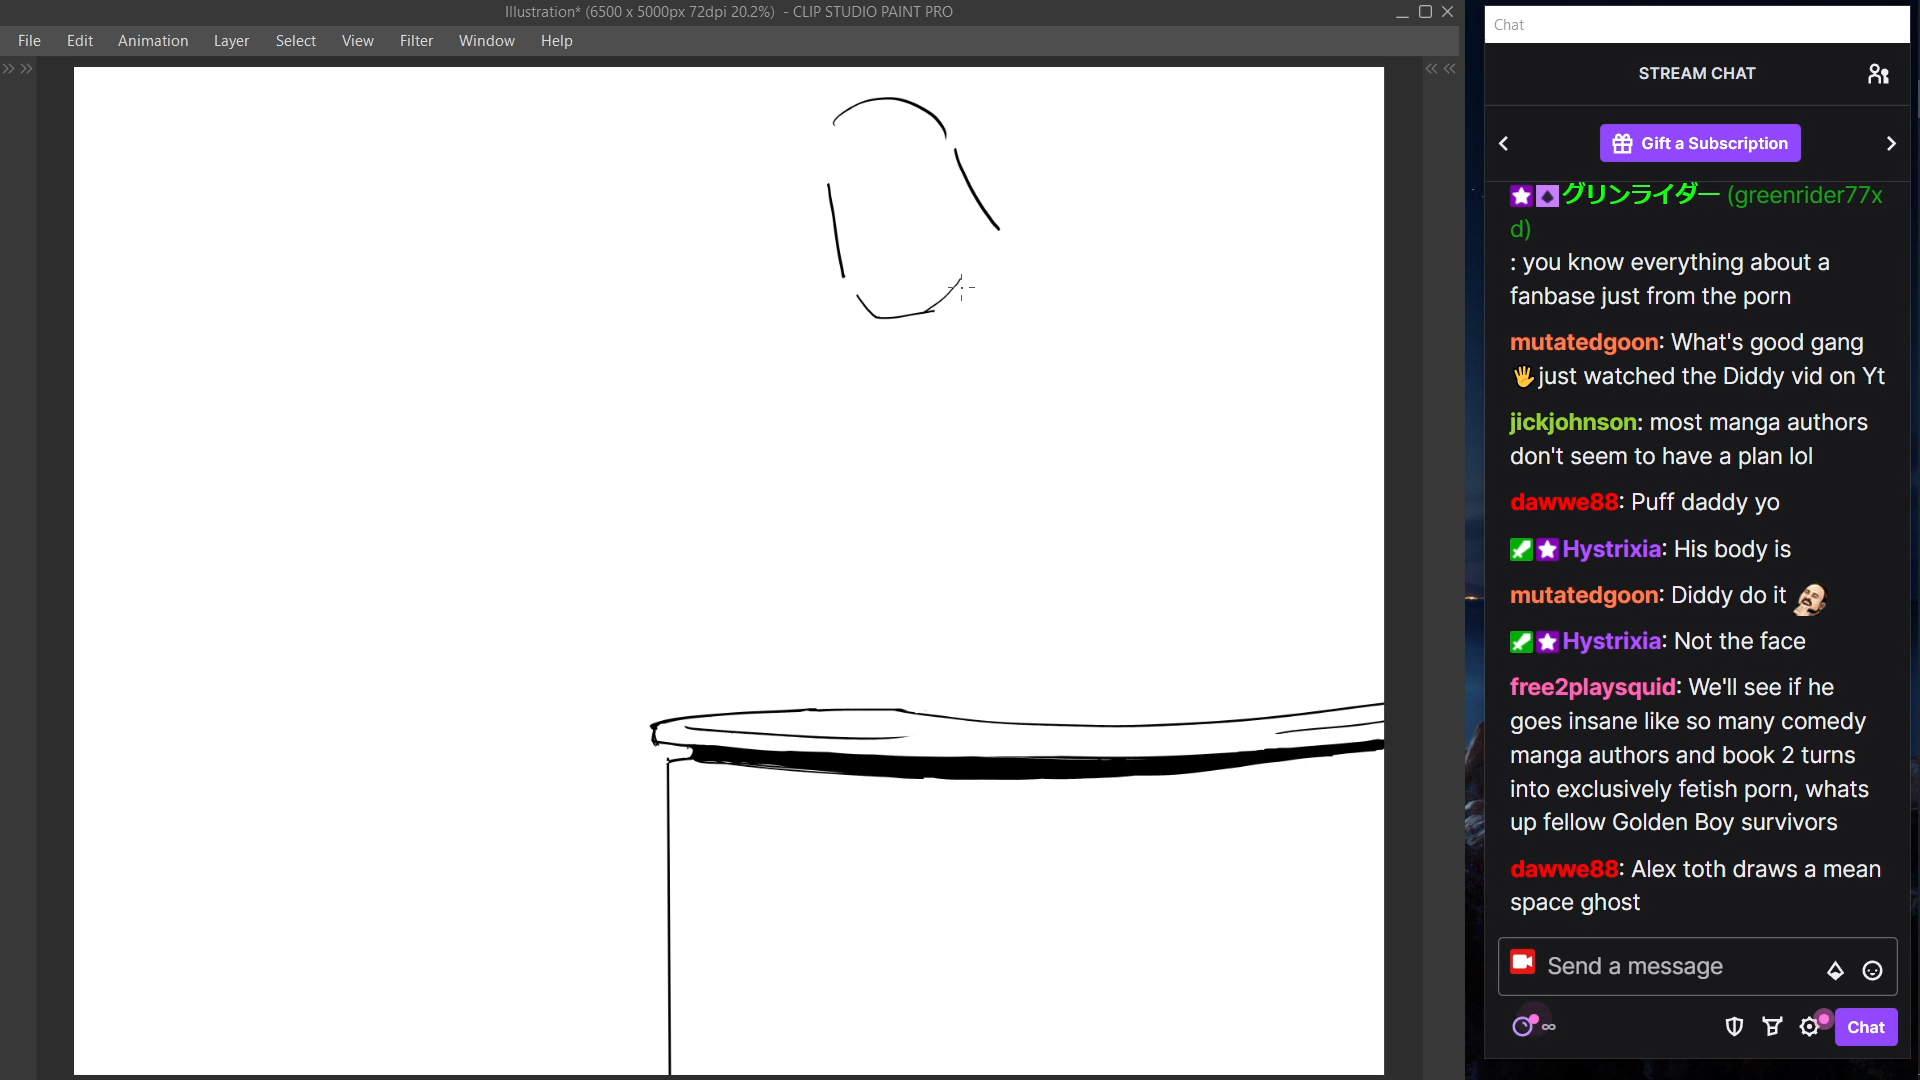 Illustration* (6500 x 5000px 72dpi 20.2%) - CLIP STUDIO PAINT PRO
File Edit Animation Layer Select View Filter Window Help
Chat
STREAM CHAT
Gift a Subscription
グリンライダー (greenrider77x
d)
: you know everything about a
fanbase just from the porn
mutatedgoon: What's good gang
🖐just watched the Diddy vid on Yt
jickjohnson: most manga authors
don't seem to have a plan lol
dawwe88: Puff daddy yo
Hystrixia: His body is
mutatedgoon: Diddy do it
Hystrixia: Not the face
free2playsquid: We'll see if he
goes insane like so many comedy
manga authors and book 2 turns
into exclusively fetish porn, whats
up fellow Golden Boy survivors
dawwe88: Alex toth draws a mean
space ghost
Send a message
∞
Chat